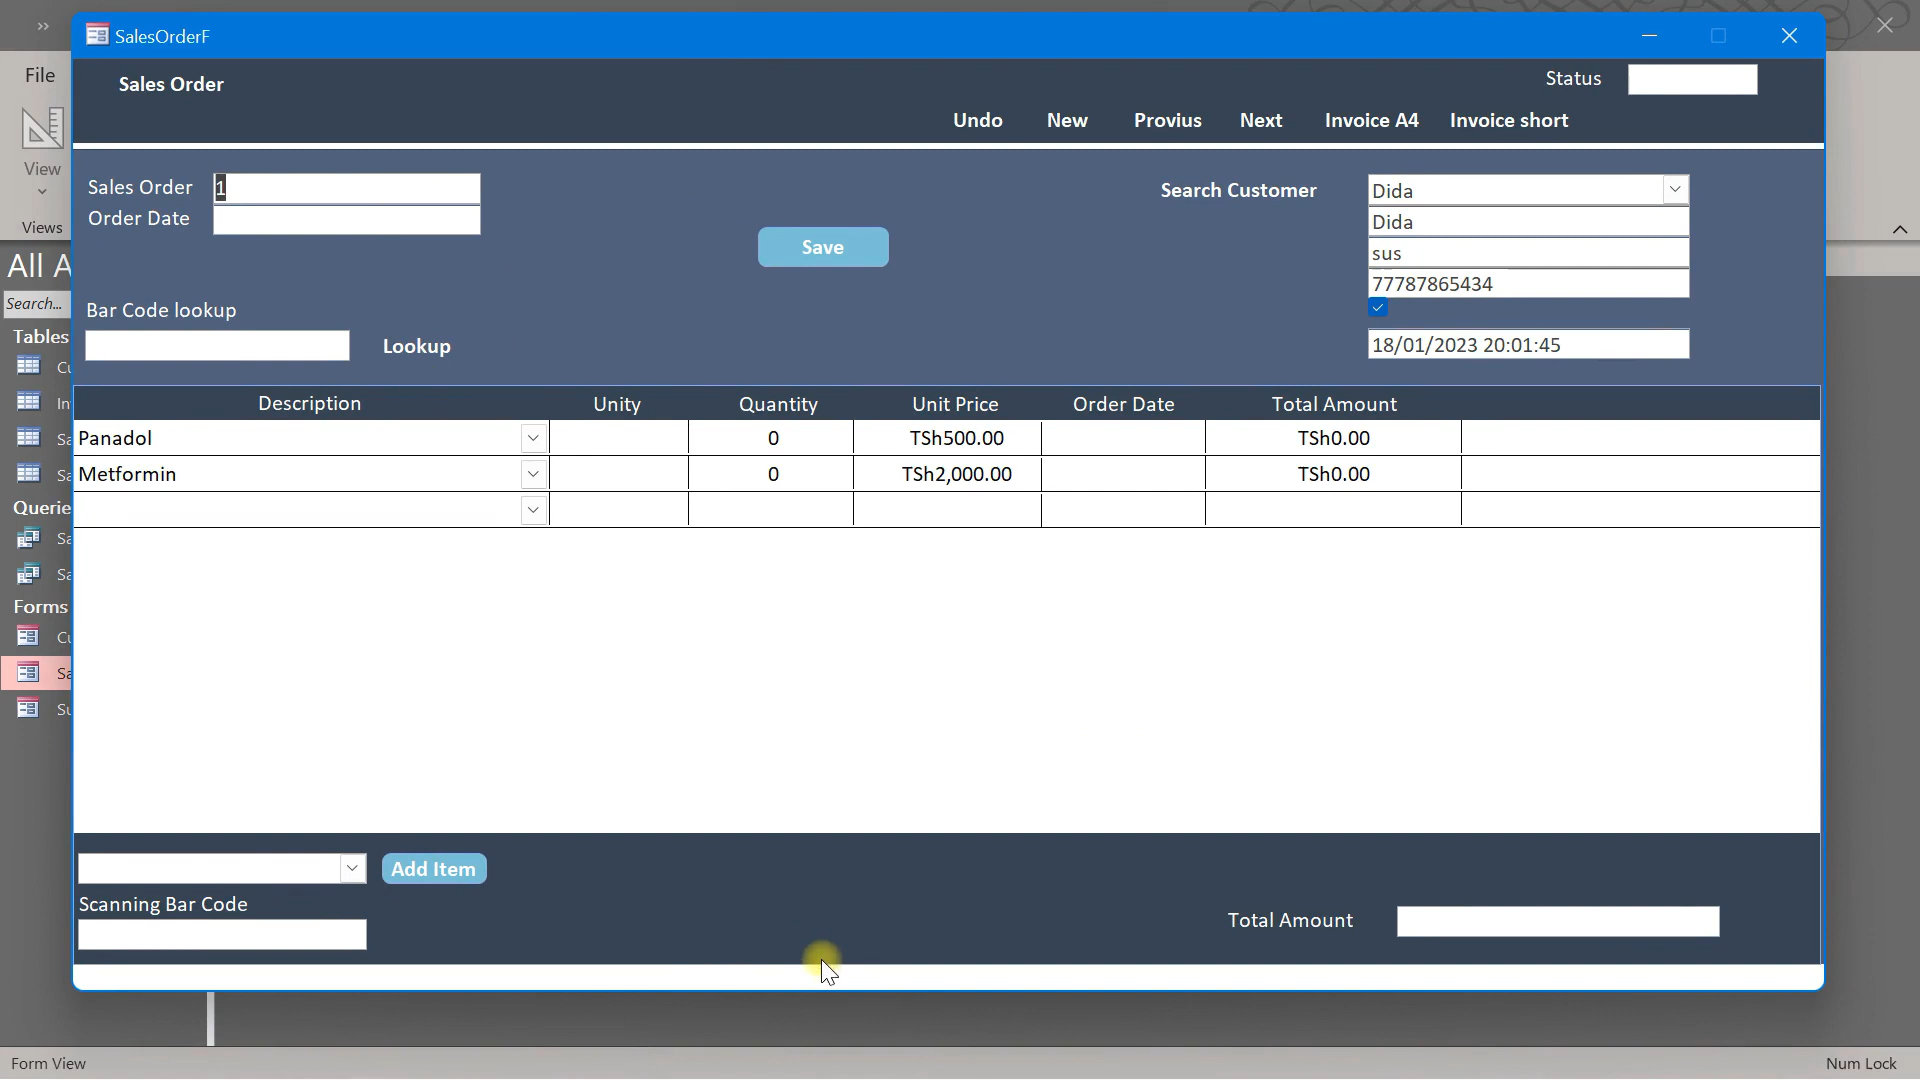 SalesOrderF
File
View
Views
All A
Search...
Tables
Cu
In
Sa
Sa
Querie
Sa
Sa
Forms
Cu
Sa
Su
Sales Order
Status
Undo New Provius Next Invoice A4 Invoice short
Sales Order 1
Order Date
Save
Search Customer Dida
Dida
sus
77787865434
18/01/2023 20:01:45
Bar Code lookup
Lookup
Description Unity Quantity Unit Price Order Date Total Amount
Panadol 0 TSh500.00 TSh0.00
Metformin 0 TSh2,000.00 TSh0.00
Add Item
Scanning Bar Code
Total Amount
Form View
Num Lock